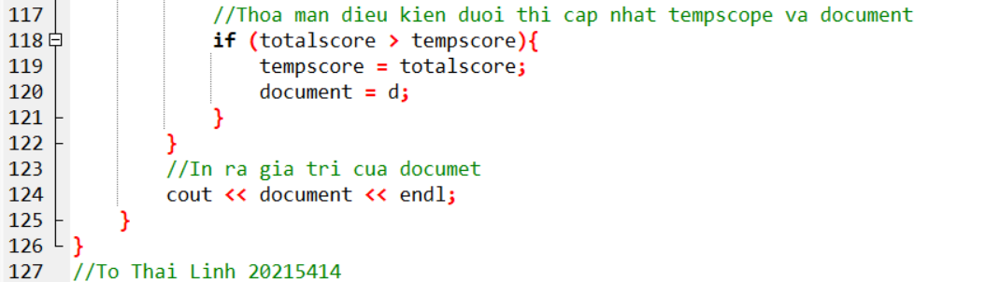 117 //Thoa man dieu kien duoi thi cap nhat tempscope va document
118 if (totalscore > tempscore){
119 tempscore = totalscore;
120 document = d;
121 }
122 }
123 //In ra gia tri cua documet
124 cout << document << endl;
125 }
126 }
127 //To Thai Linh 20215414